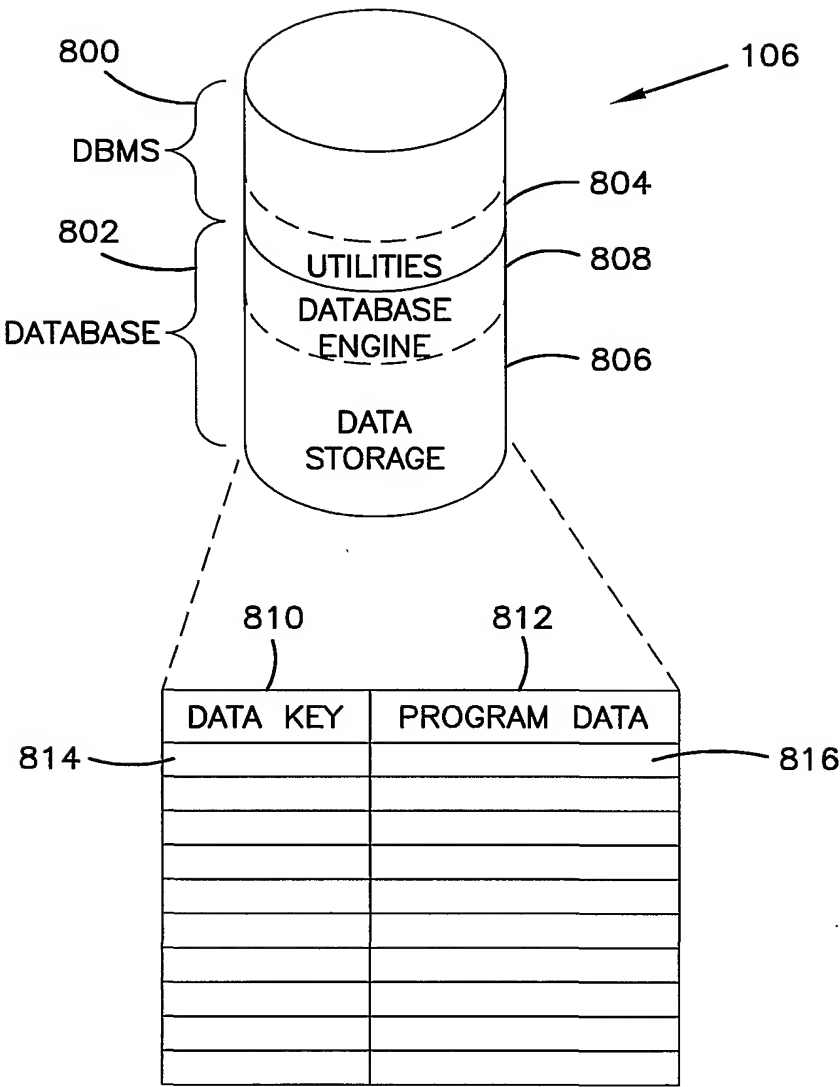 800
106
DBMS
804
802
808
UTILITIES
DATABASE
ENGINE
DATABASE
806
DATA
STORAGE
810
812
DATA KEY
PROGRAM DATA
814
816